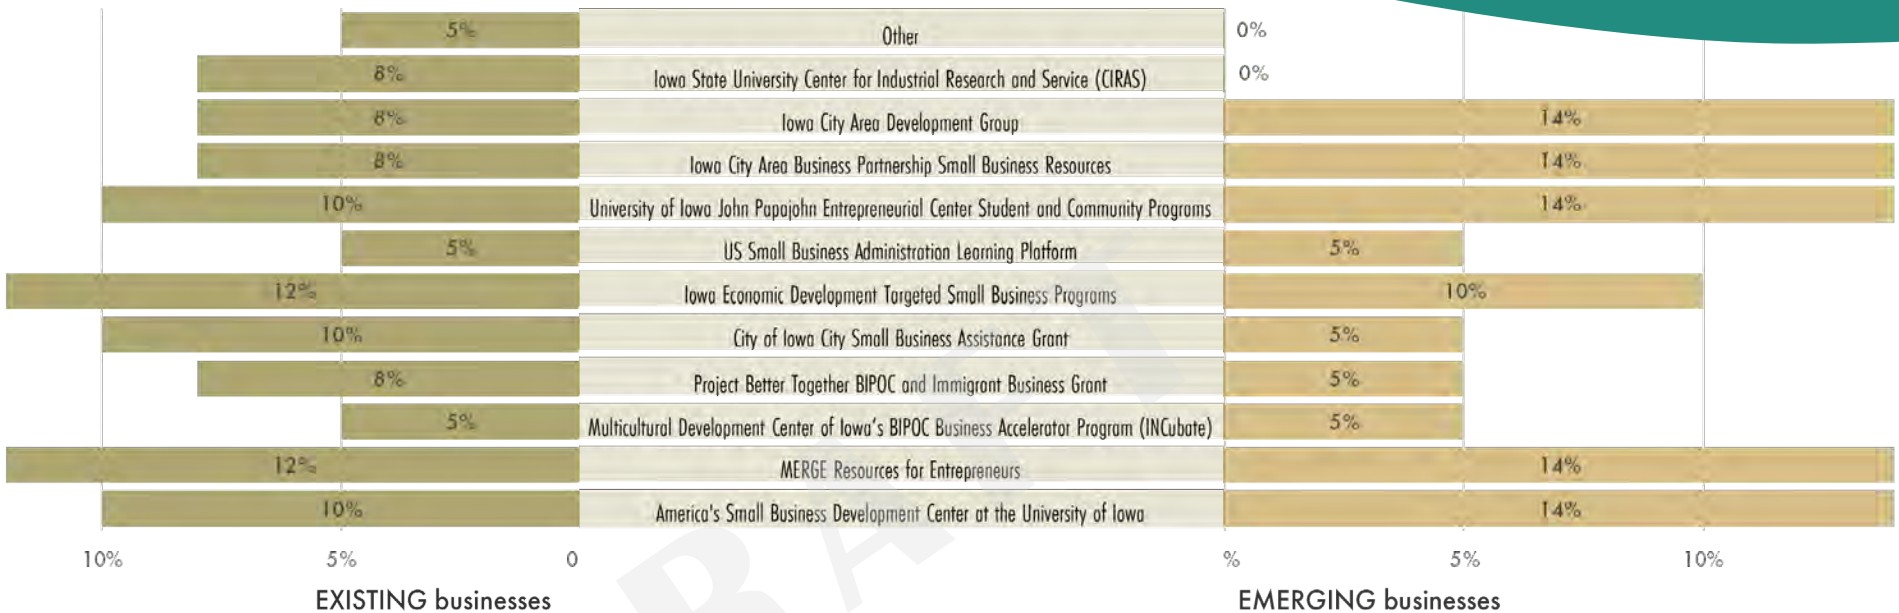 5% Other 0%
8% Iowa State University Center for Industrial Research and Service (CIRAS) 0%
8% Iowa City Area Development Group 14%
8% Iowa City Area Business Partnership Small Business Resources 14%
10% University of Iowa John Papajohn Entrepreneurial Center Student and Community Programs 14%
5% US Small Business Administration Learning Platform 5%
12% Iowa Economic Development Targeted Small Business Programs 10%
10% City of Iowa City Small Business Assistance Grant 5%
8% Project Better Together BIPOC and Immigrant Business Grant 5%
5% Multicultural Development Center of Iowa's BIPOC Business Accelerator Program (INCubate) 5%
12% MERGE Resources for Entrepreneurs 14%
10% America's Small Business Development Center at the University of Iowa 14%
10% 5% 0 % 5% 10%
EXISTING businesses EMERGING businesses